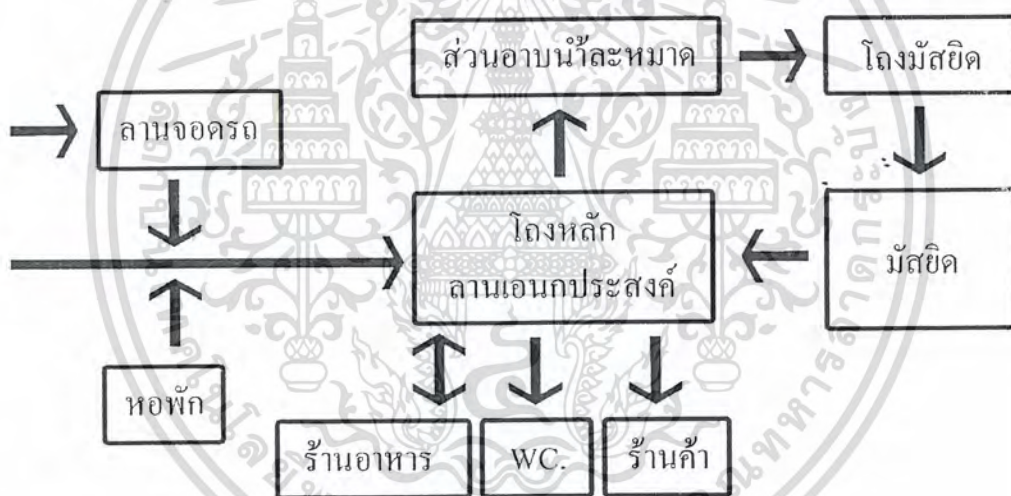 ส่วนอาบน้ำละหมาด
โถงมัสยิด
ลานจอดรถ
โถงหลัก
ลานเอนกประสงค์
มัสยิด
หอพัก
ร้านอาหาร
WC.
ร้านค้า